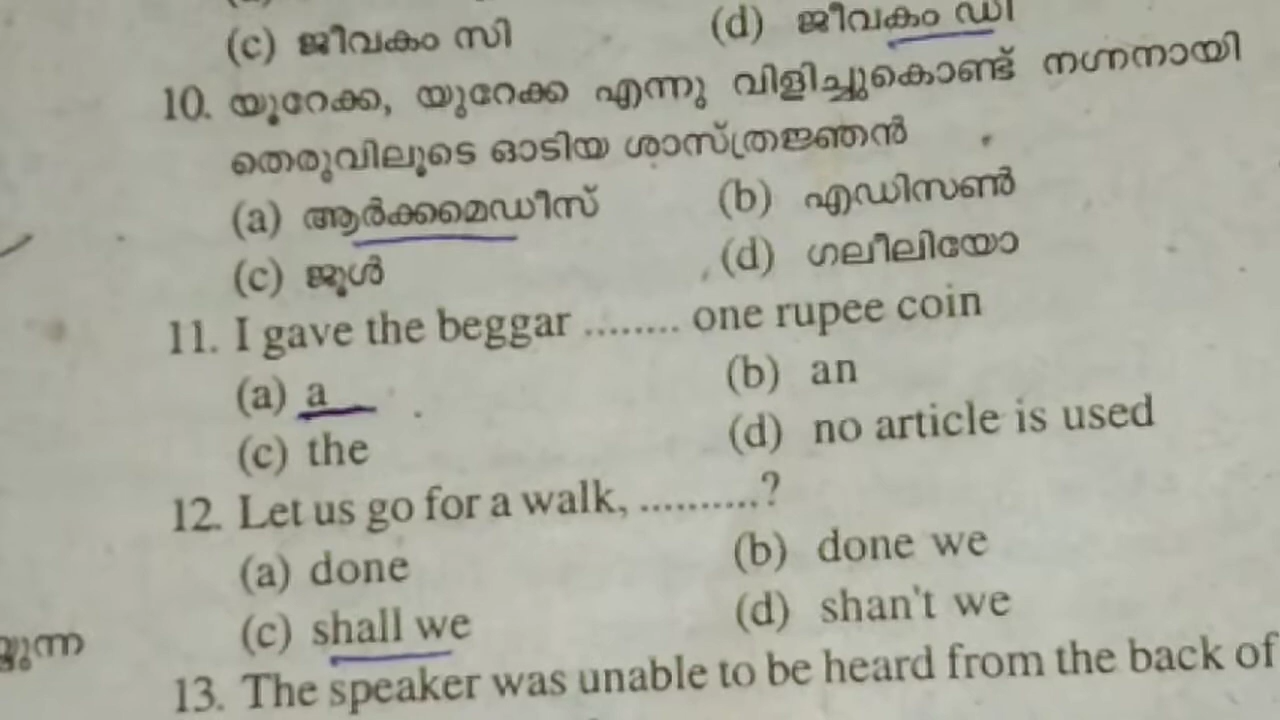 (c) ജീവകം സി (d) ജീവകം ഡി
10. യുറേക്ക, യുറേക്ക എന്നു വിളിച്ചുകൊണ്ട് നഗ്നനായി
തെരുവിലൂടെ ഓടിയ ശാസ്ത്രജ്ഞൻ
(a) ആർക്കമൈഡീസ് (b) എഡിസൺ
(c) ജൂൾ (d) ഗലീലിയോ
11. I gave the beggar ........ one rupee coin
(a) a (b) an
(c) the (d) no article is used
12. Let us go for a walk, ..........?
(a) done (b) done we
(c) shall we (d) shan't we
13. The speaker was unable to be heard from the back of